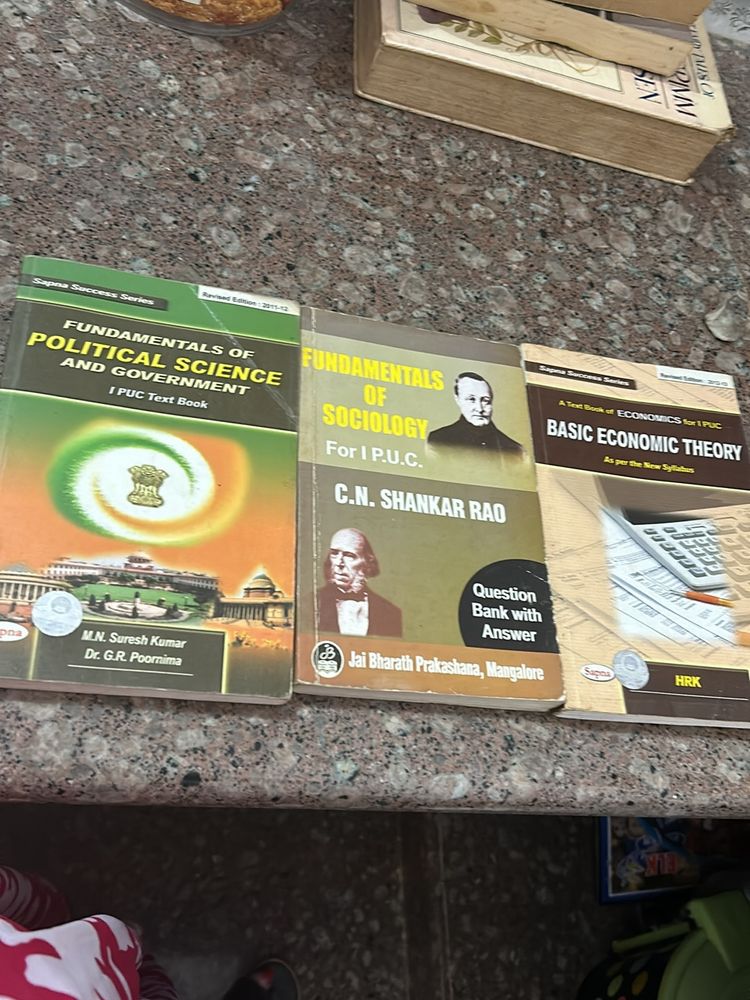 Sapna Success Series
Revised Edition : 2011-12
FUNDAMENTALS OF
POLITICAL SCIENCE
AND GOVERNMENT
I PUC Text Book
M.N. Suresh Kumar
Dr. G.R. Poornima
FUNDAMENTALS
OF
SOCIOLOGY
For I P.U.C.
C.N. SHANKAR RAO
Question
Bank with
Answer
Jai Bharath Prakashana, Mangalore
Sapna Success Series
Revised Edition :
A Text Book of ECONOMICS for I PUC
BASIC ECONOMIC THEORY
As per the New Syllabus
Sapna
HRK